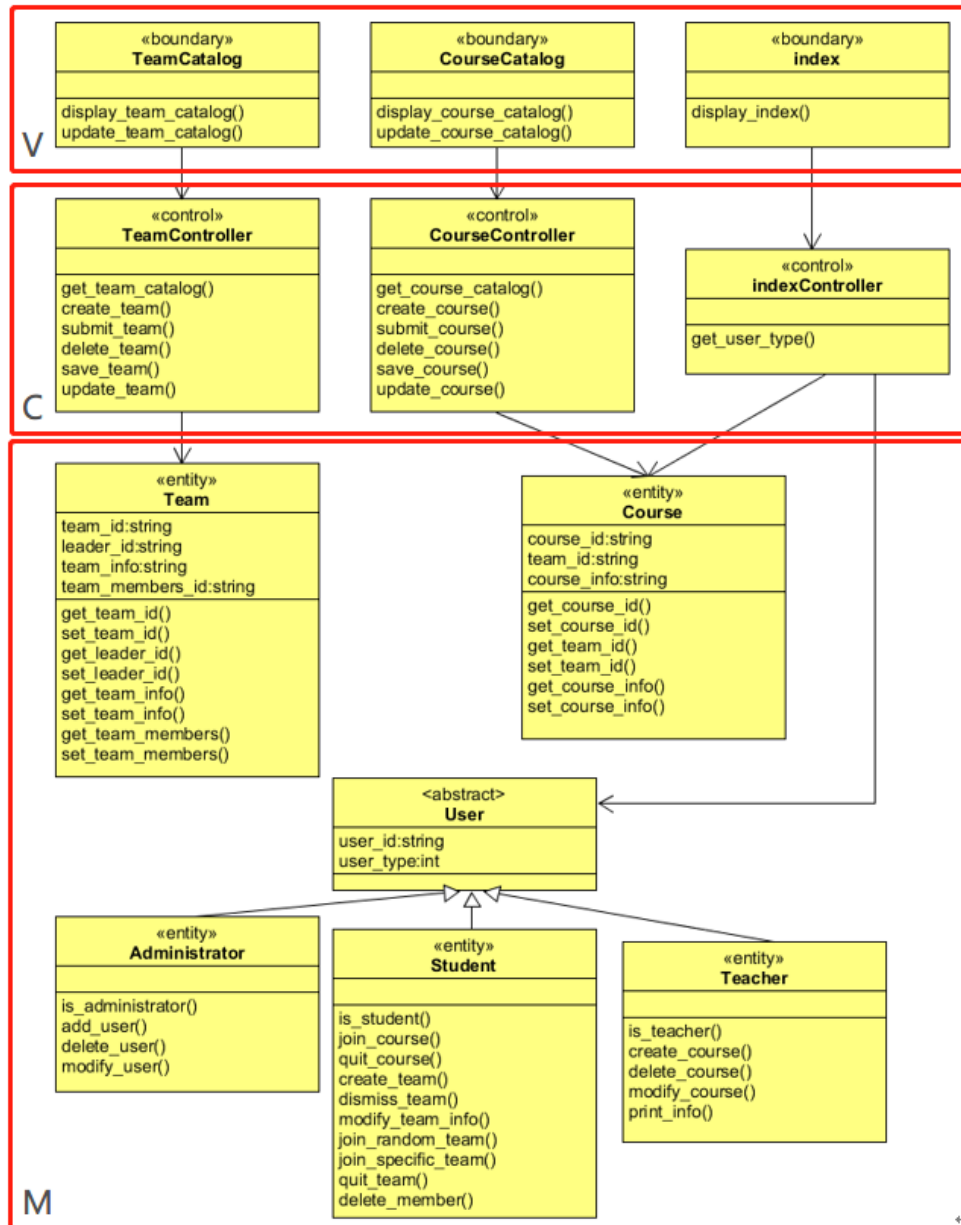 «boundary»
TeamCatalog
display_team_catalog()
update_team_catalog()
«boundary»
CourseCatalog
display_course_catalog()
update_course_catalog()
«boundary»
index
display_index()
V
«control»
TeamController
get_team_catalog()
create_team()
submit_team()
delete_team()
save_team()
update_team()
«control»
CourseController
get_course_catalog()
create_course()
submit_course()
delete_course()
save_course()
update_course()
«control»
indexController
get_user_type()
C
«entity»
Team
team_id:string
leader_id:string
team_info:string
team_members_id:string
get_team_id()
set_team_id()
get_leader_id()
set_leader_id()
get_team_info()
set_team_info()
get_team_members()
set_team_members()
«entity»
Course
course_id:string
team_id:string
course_info:string
get_course_id()
set_course_id()
get_team_id()
set_team_id()
get_course_info()
set_course_info()
<abstract>
User
user_id:string
user_type:int
«entity»
Administrator
is_administrator()
add_user()
delete_user()
modify_user()
«entity»
Student
is_student()
join_course()
quit_course()
create_team()
dismiss_team()
modify_team_info()
join_random_team()
join_specific_team()
quit_team()
delete_member()
«entity»
Teacher
is_teacher()
create_course()
delete_course()
modify_course()
print_info()
M